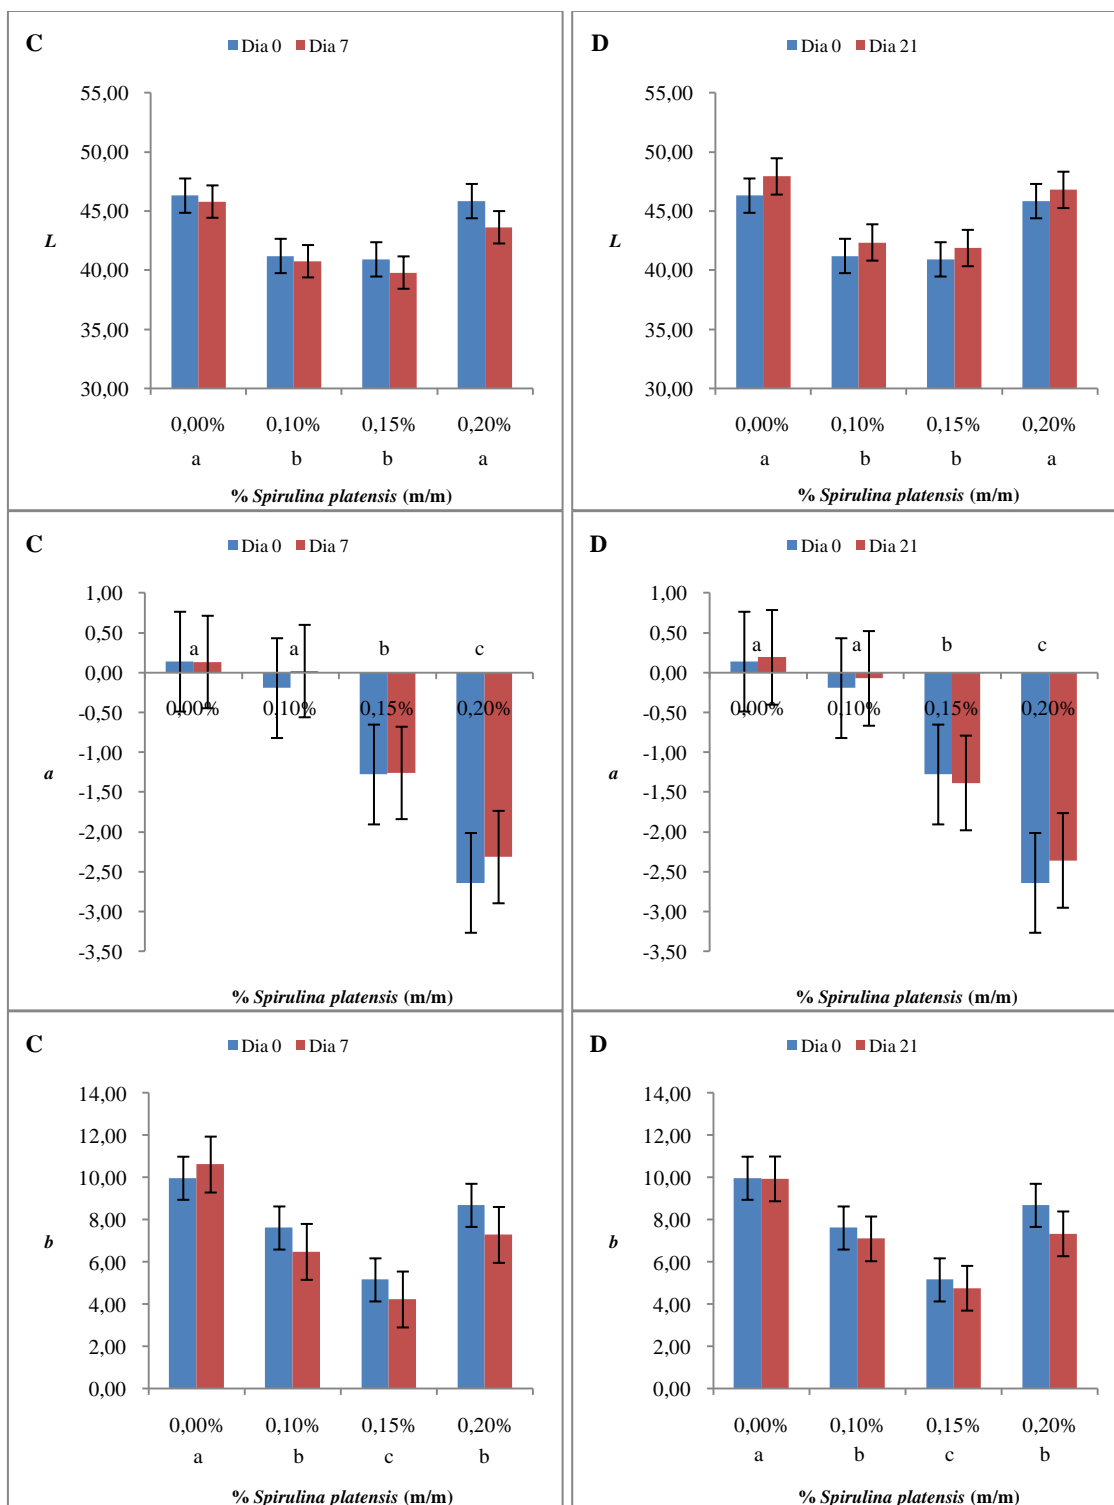 C
Dia 0 Dia 7
55,00
50,00
45,00
L
40,00
35,00
30,00
0,00% 0,10% 0,15% 0,20%
a b b a
% Spirulina platensis (m/m)
D
Dia 0 Dia 21
55,00
50,00
45,00
L
40,00
35,00
30,00
0,00% 0,10% 0,15% 0,20%
a b b a
% Spirulina platensis (m/m)
C
Dia 0 Dia 7
1,00
0,50
a a b c
0,00
0,00% 0,10% 0,15% 0,20%
-0,50
-1,00
a
-1,50
-2,00
-2,50
-3,00
-3,50
% Spirulina platensis (m/m)
D
Dia 0 Dia 21
1,00
0,50
a a b c
0,00
0,00% 0,10% 0,15% 0,20%
-0,50
-1,00
a
-1,50
-2,00
-2,50
-3,00
-3,50
% Spirulina platensis (m/m)
C
Dia 0 Dia 7
14,00
12,00
10,00
8,00
b
6,00
4,00
2,00
0,00
0,00% 0,10% 0,15% 0,20%
a b c b
% Spirulina platensis (m/m)
D
Dia 0 Dia 21
14,00
12,00
10,00
8,00
b
6,00
4,00
2,00
0,00
0,00% 0,10% 0,15% 0,20%
a b c b
% Spirulina platensis (m/m)